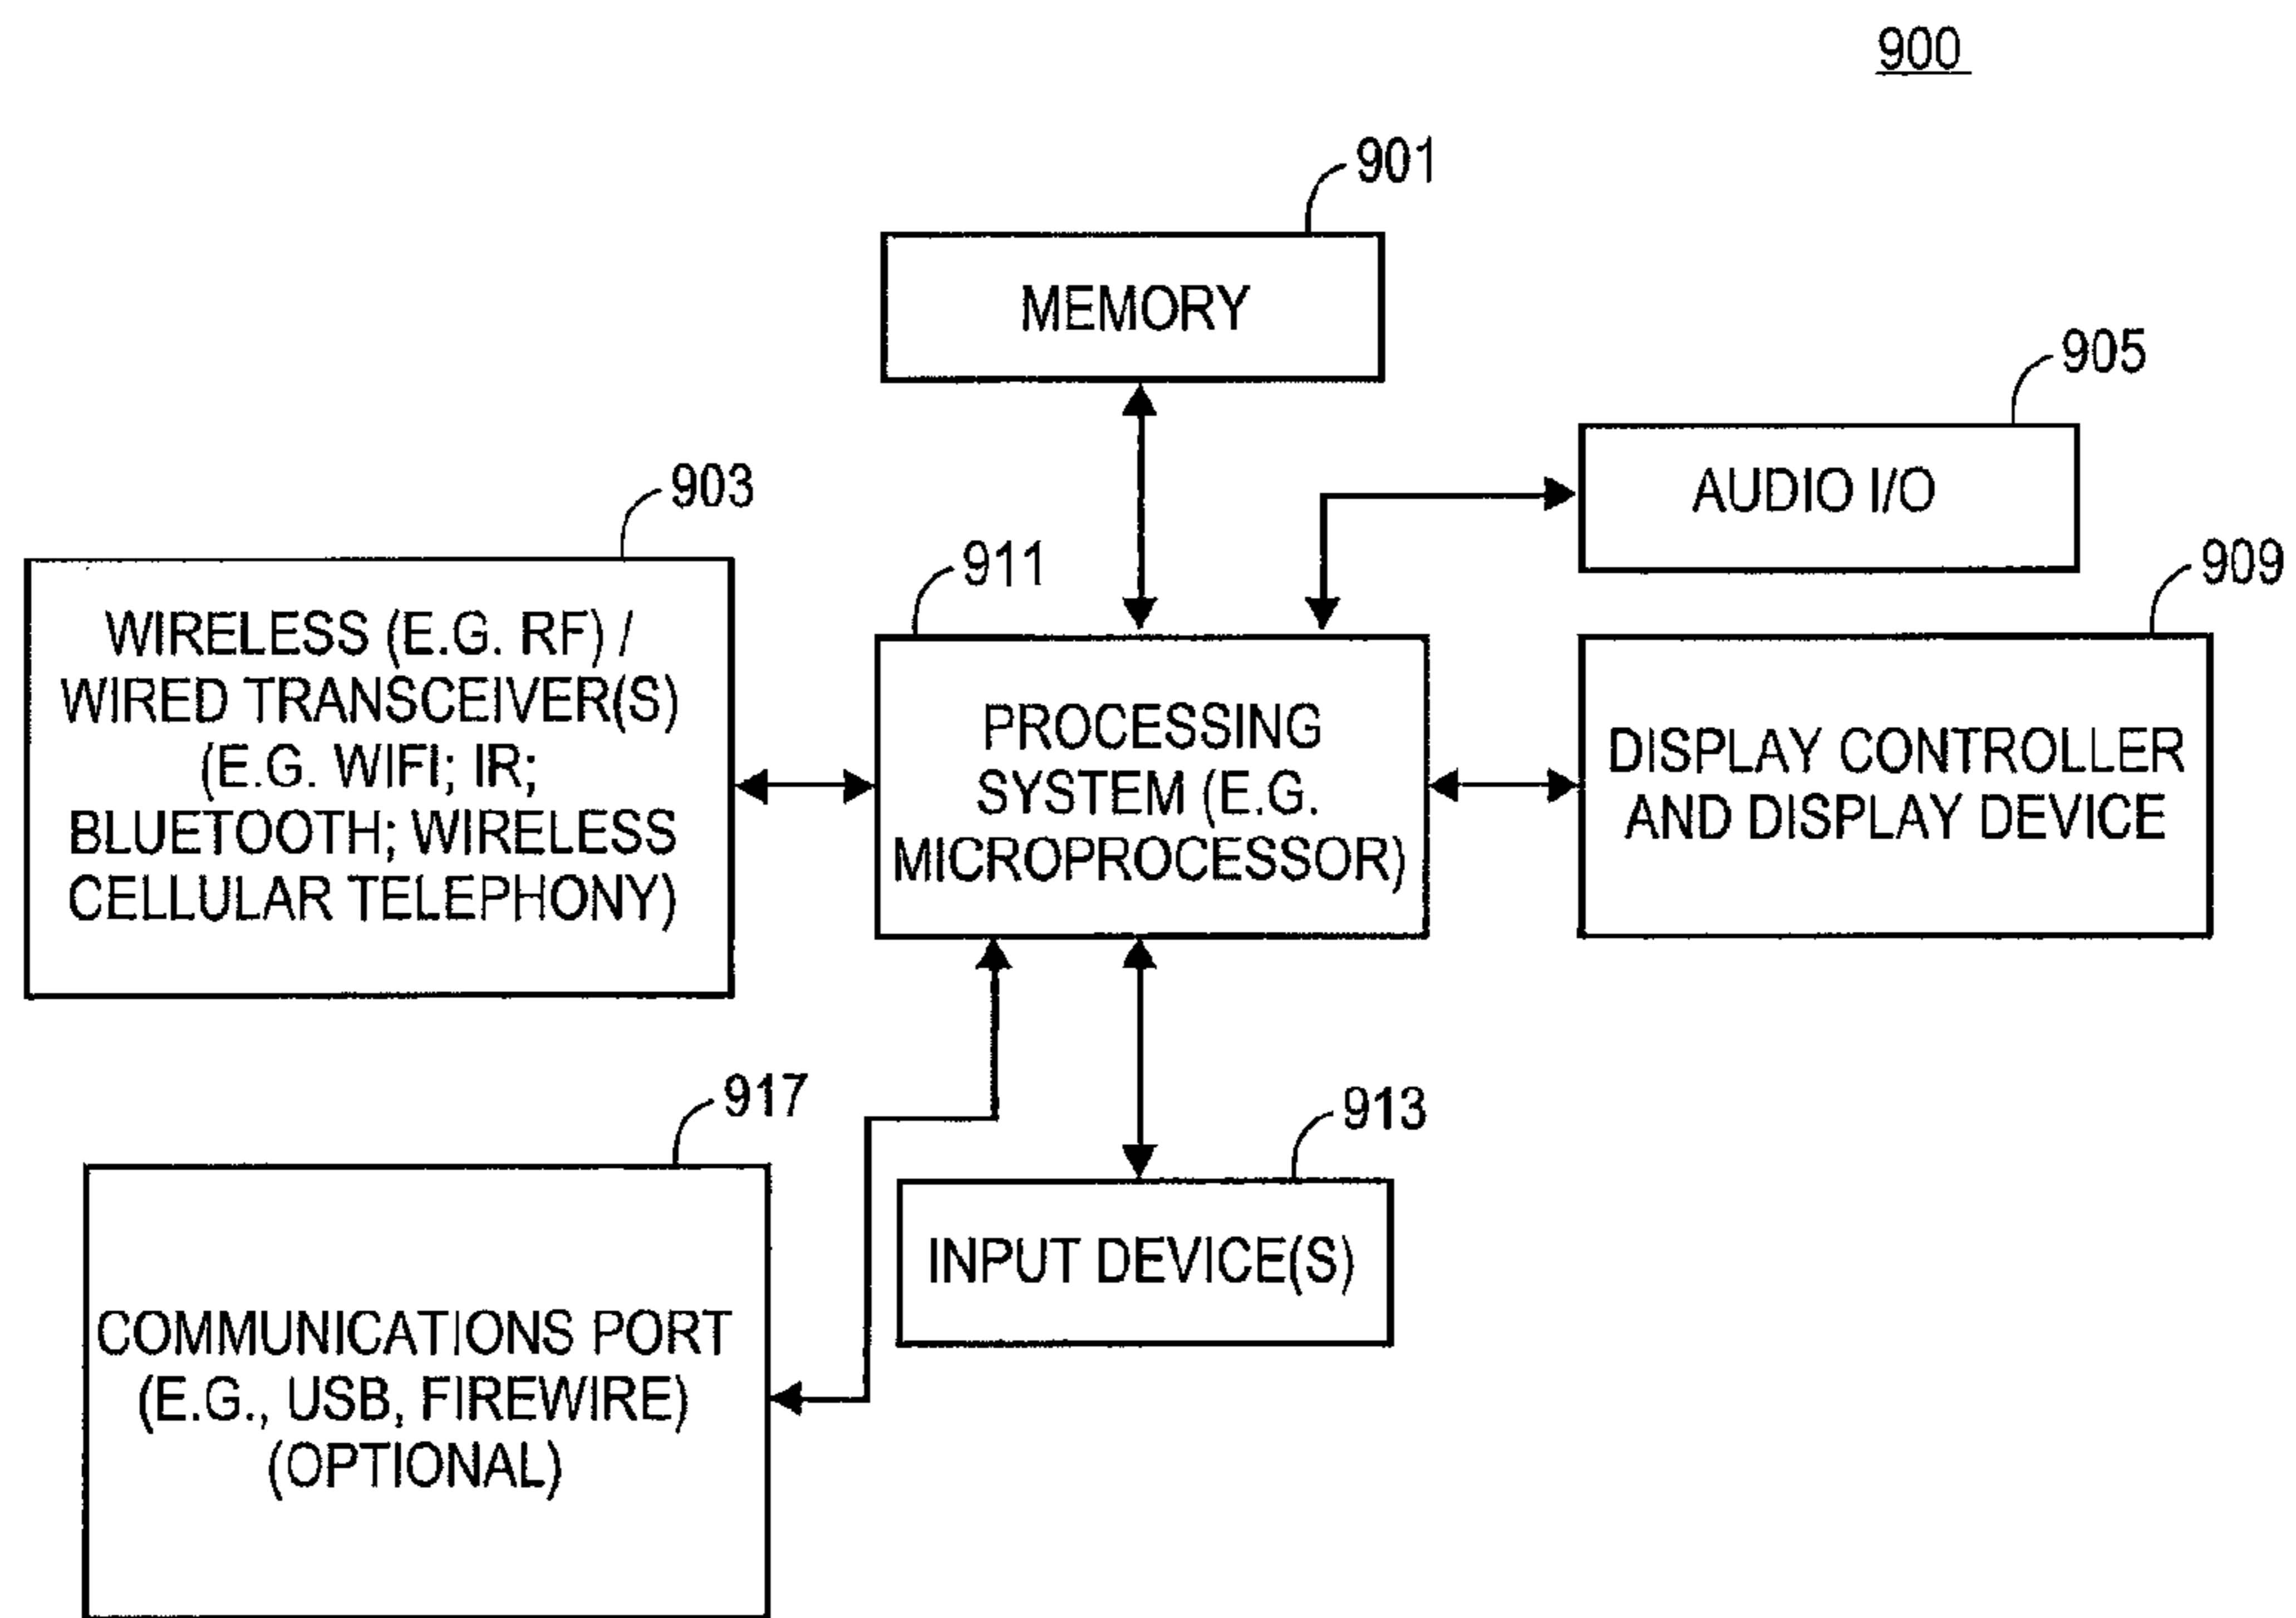 900
901
MEMORY
905
AUDIO I/O
903
WIRELESS (E.G. RF) /
WIRED TRANSCEIVER(S)
(E.G. WIFI; IR;
BLUETOOTH; WIRELESS
CELLULAR TELEPHONY)
911
PROCESSING
SYSTEM (E.G.
MICROPROCESSOR)
909
DISPLAY CONTROLLER
AND DISPLAY DEVICE
917
COMMUNICATIONS PORT
(E.G., USB, FIREWIRE)
(OPTIONAL)
913
INPUT DEVICE(S)